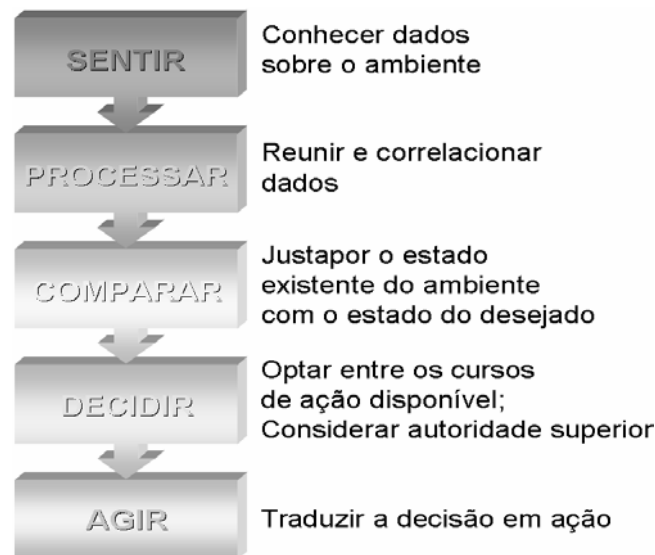 SENTIR
Conhecer dados
sobre o ambiente
PROCESSAR
Reunir e correlacionar
dados
COMPARAR
Justapor o estado
existente do ambiente
com o estado do desejado
DECIDIR
Optar entre os cursos
de ação disponível;
Considerar autoridade superior
AGIR
Traduzir a decisão em ação